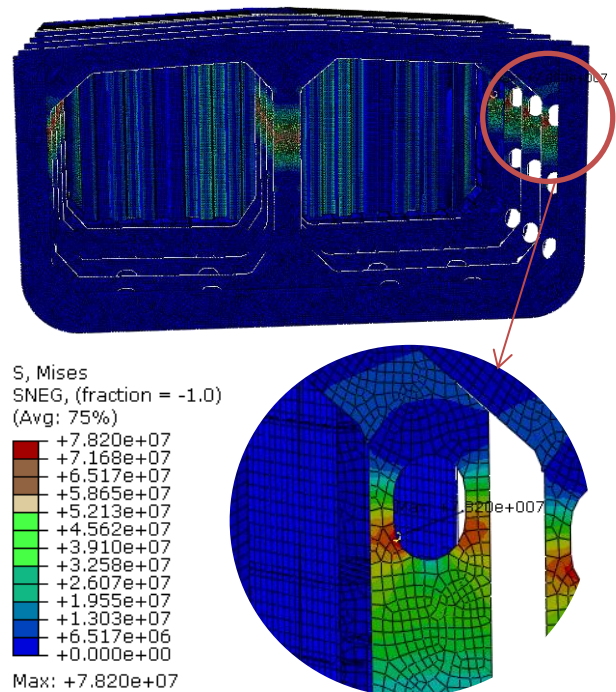 S, Mises
SNEG, (fraction = -1.0)
(Avg: 75%)
+7.820e+07
+7.168e+07
+6.517e+07
+5.865e+07
+5.213e+07
+4.562e+07
+3.910e+07
+3.258e+07
+2.607e+07
+1.955e+07
+1.303e+07
+6.517e+06
+0.000e+00
Max: +7.820e+07